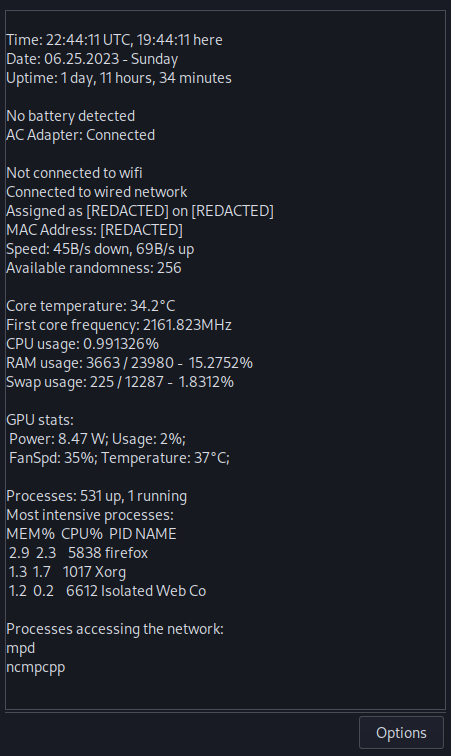 Time: 22:44:11 UTC, 19:44:11 here
Date: 06.25.2023 - Sunday
Uptime: 1 day, 11 hours, 34 minutes
No battery detected
AC Adapter: Connected
Not connected to wifi
Connected to wired network
Assigned as [REDACTED] on [REDACTED]
MAC Address: [REDACTED]
Speed: 45B/s down, 69B/s up
Available randomness: 256
Core temperature: 34.2°C
First core frequency: 2161.823MHz
CPU usage: 0.991326%
RAM usage: 3663 / 23980 - 15.2752%
Swap usage: 225 / 12287 - 1.8312%
GPU stats:
Power: 8.47 W; Usage: 2%;
FanSpd: 35%; Temperature: 37°C;
Processes: 531 up, 1 running
Most intensive processes:
MEM% CPU% PID NAME
2.9 2.3 5838 firefox
1.3 1.7 1017 Xorg
1.2 0.2 6612 Isolated Web Co
Processes accessing the network:
mpd
ncmpcpp
Options